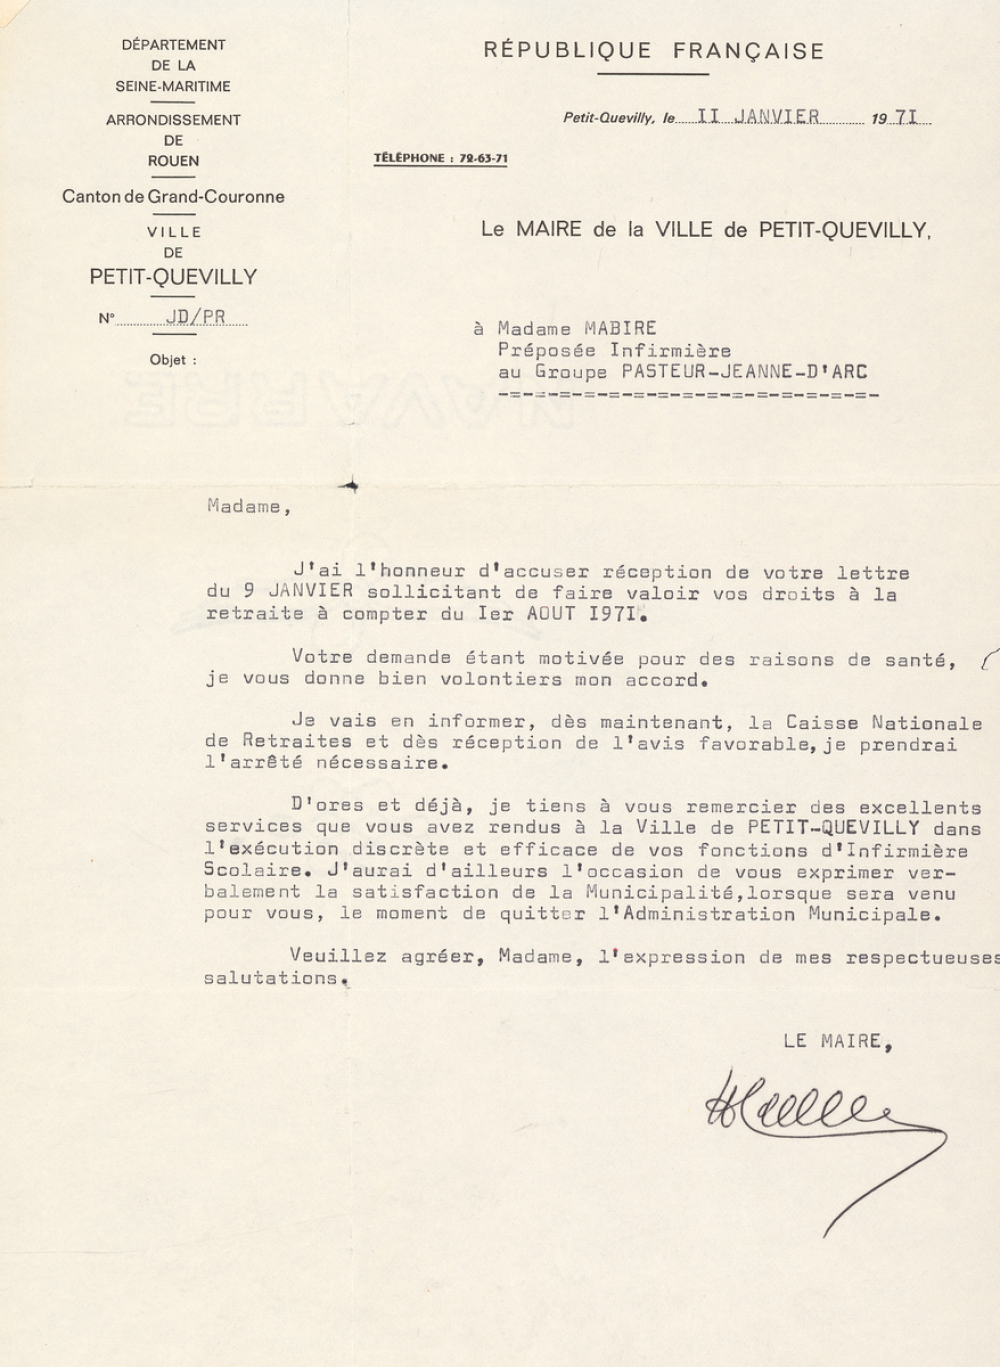 DÉPARTEMENT
DE LA
SEINE-MARITIME
ARRONDISSEMENT
DE
ROUEN
Canton de Grand-Couronne
VILLE
DE
PETIT-QUEVILLY
N° JD/PR
Objet :
RÉPUBLIQUE FRANÇAISE
Petit-Quevilly, le II JANVIER 1971
TÉLÉPHONE : 72-63-71
Le MAIRE de la VILLE de PETIT-QUEVILLY,
à Madame MABIRE
Préposée Infirmière
au Groupe PASTEUR-JEANNE-D'ARC
-=-=-=-=-=-=-=-=-=-=-=-=-=-=-=-=-
Madame,
J'ai l'honneur d'accuser réception de votre lettre
du 9 JANVIER sollicitant de faire valoir vos droits à la
retraite à compter du Ier AOUT I97I.
Votre demande étant motivée pour des raisons de santé,
je vous donne bien volontiers mon accord.
Je vais en informer, dès maintenant, la Caisse Nationale
de Retraites et dès réception de l'avis favorable,je prendrai
l'arrêté nécessaire.
D'ores et déjà, je tiens à vous remercier des excellents
services que vous avez rendus à la Ville de PETIT-QUEVILLY dans
l'exécution discrète et efficace de vos fonctions d'Infirmière
Scolaire. J'aurai d'ailleurs l'occasion de vous exprimer ver-
balement la satisfaction de la Municipalité,lorsque sera venu
pour vous, le moment de quitter l'Administration Municipale.
Veuillez agréer, Madame, l'expression de mes respectueuses
salutations.
LE MAIRE,